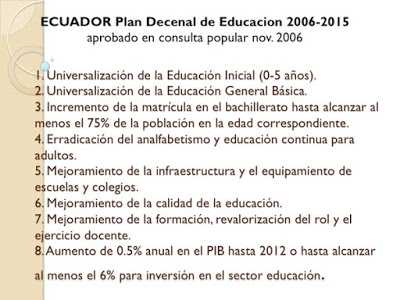 ECUADOR Plan Decenal de Educacion 2006-2015
aprobado en consulta popular nov. 2006
1. Universalización de la Educación Inicial (0-5 años).
2. Universalización de la Educación General Básica.
3. Incremento de la matrícula en el bachillerato hasta alcanzar al
menos el 75% de la población en la edad correspondiente.
4. Erradicación del analfabetismo y educación continua para
adultos.
5. Mejoramiento de la infraestructura y el equipamiento de
escuelas y colegios.
6. Mejoramiento de la calidad de la educación.
7. Mejoramiento de la formación, revalorización del rol y el
ejercicio docente.
8. Aumento de 0.5% anual en el PIB hasta 2012 o hasta alcanzar
al menos el 6% para inversión en el sector educación.